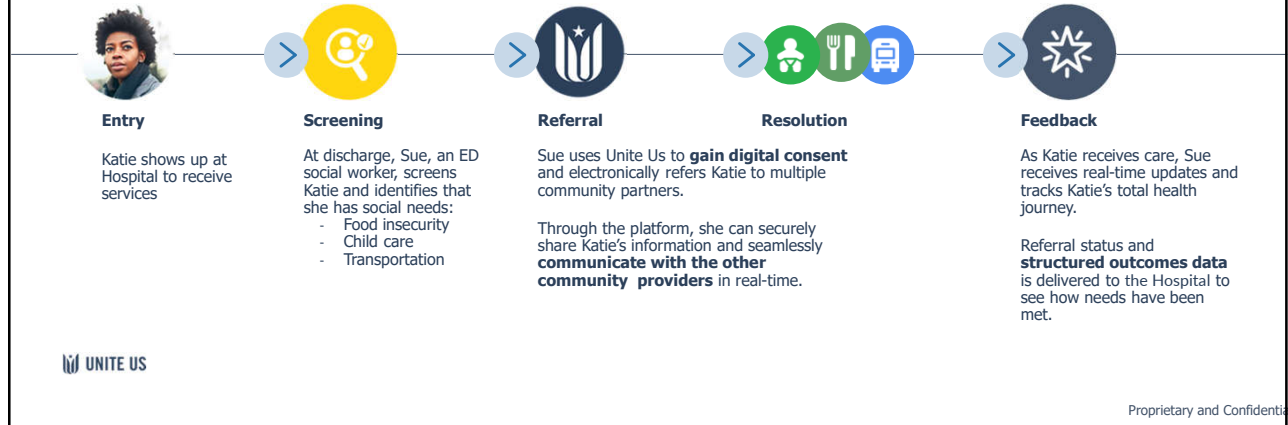 Entry
Katie shows up at
Hospital to receive
services
Screening
At discharge, Sue, an ED
social worker, screens
Katie and identifies that
she has social needs:
- Food insecurity
- Child care
- Transportation
Referral
Resolution
Sue uses Unite Us to gain digital consent
and electronically refers Katie to multiple
community partners.
Through the platform, she can securely
share Katie's information and seamlessly
communicate with the other
community providers in real-time.
Feedback
As Katie receives care, Sue
receives real-time updates and
tracks Katie's total health
journey.
Referral status and
structured outcomes data
is delivered to the Hospital to
see how needs have been
met.
UNITE US
Proprietary and Confidentia